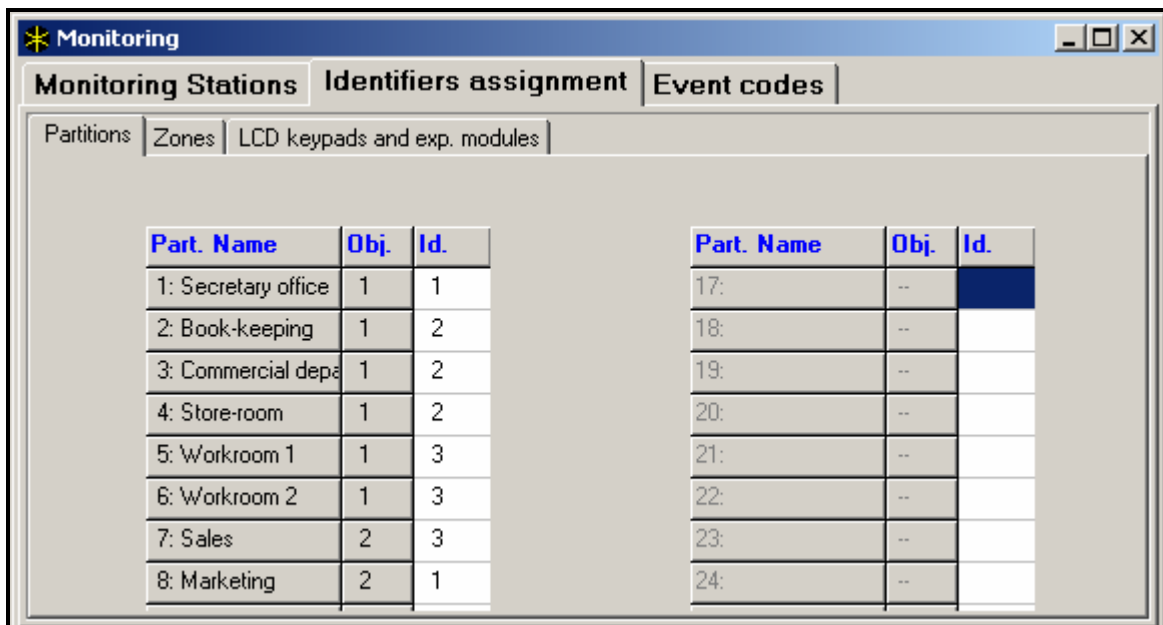 Monitoring
Monitoring Stations Identifiers assignment Event codes
Partitions Zones LCD keypads and exp. modules
Part. Name Obj. Id. Part. Name Obj. Id.
1: Secretary office 1 1 17: --
2: Book-keeping 1 2 18: --
3: Commercial depa 1 2 19: --
4: Store-room 1 2 20: --
5: Workroom 1 1 3 21: --
6: Workroom 2 1 3 22: --
7: Sales 2 3 23: --
8: Marketing 2 1 24: --